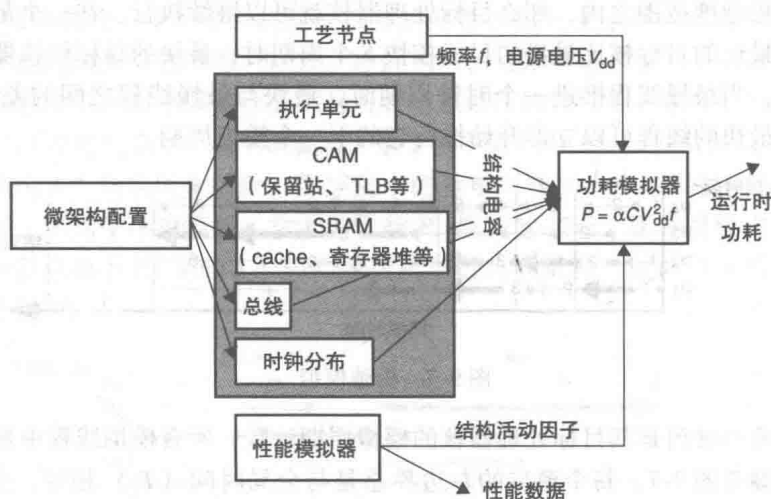 工艺节点
频率f，电源电压Vdd
执行单元
CAM
（保留站、TLB等）
结构电容
微架构配置
SRAM
（cache、寄存器堆等
功耗模拟器
P = αCV²ddf
运行时
功耗
总线
时钟分布
性能模拟器
结构活动因子
性能数据